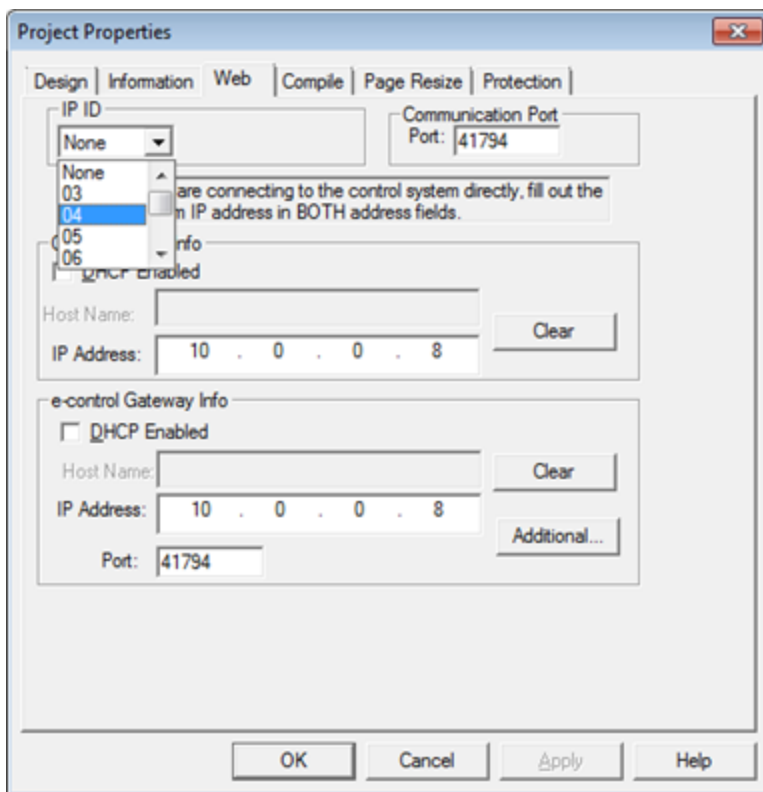 Project Properties
Design Information Web Compile Page Resize Protection
IP ID
Communication Port
None
Port: 41794
None
03
04
05
06
are connecting to the control system directly, fill out the
IP address in BOTH address fields.
DHCP Enabled
Host Name:
IP Address: 10 . 0 . 0 . 8
Clear
e-control Gateway Info
DHCP Enabled
Host Name:
Clear
IP Address: 10 . 0 . 0 . 8
Additional...
Port: 41794
OK Cancel Apply Help